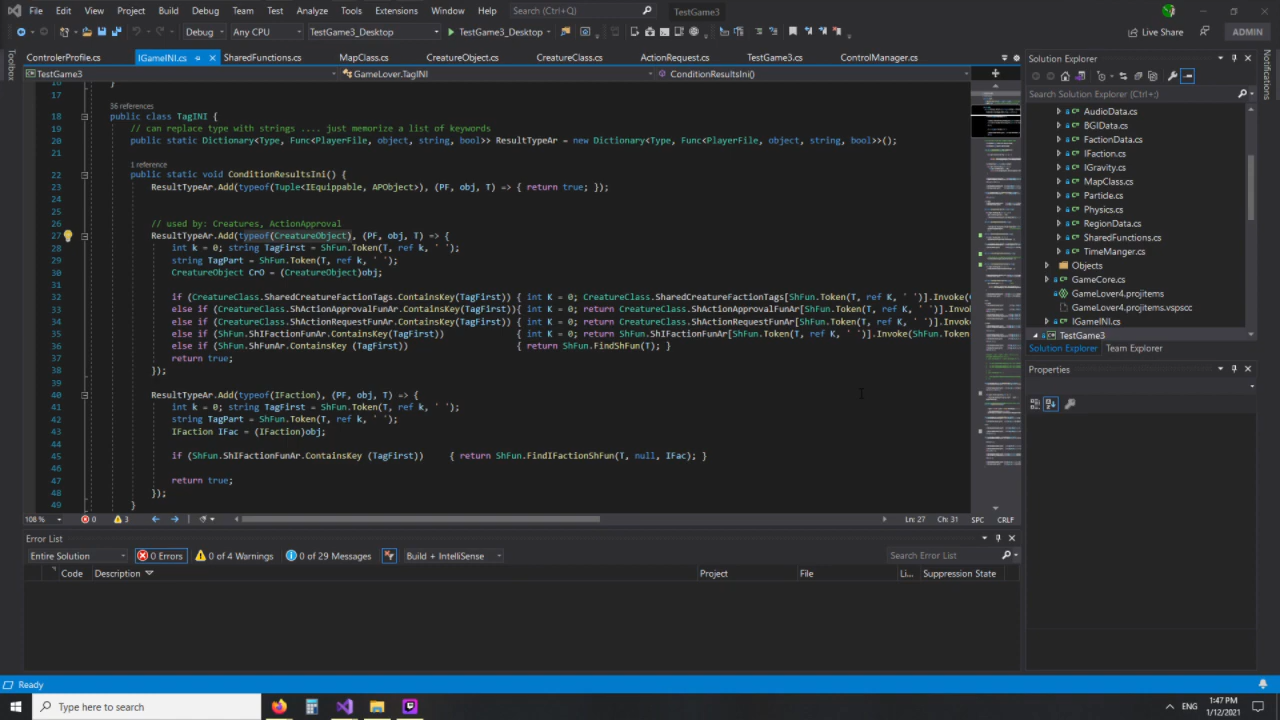 File Edit View Project Build Debug Team Test Analyze Tools Extensions Window Help Search (Ctrl+Q) TestGame3
Debug Any CPU TestGame3_Desktop TestGame3_Desktop Live Share ADMIN
Toolbox
ControlerProfile.cs IGameINI.cs SharedFunctions.cs MapClass.cs CreatureObject.cs CreatureClass.cs ActionRequest.cs TestGame3.cs ControlManager.cs
TestGame3 GameLover.TagINI ConditionResultsIni()
16 }
17
36 references
18 public class TagINI {
19 // can replace type with strings .... just memorize a list of keywords
20 public static Dictionary<Type, Func<PlayerFile, object, string, bool>> ResultTypeAr = new Dictionary<Type, Func<PlayerFile, object, string, bool>>();
21
1 reference
22 public static void ConditionResultsIni() {
23 ResultTypeAr.Add(typeof(Tuple<IEquippable, APObject>), (PF, obj, T) => { return true; });
24
25
26 // used by: Creatures, ActionApproval
27 ResultTypeAr.Add(typeof(CreatureObject), (PF, obj, T) => {
28 int k = 0; string TagFirst = ShFun.Token(T, ref k, ' ');
29 string TagPart = ShFun.Token(T, ref k, ' ');
30 CreatureObject CrO = (CreatureObject)obj;
31
32 if (CreatureClass.SharedCreatureFactionTags.ContainsKey(TagFirst)) { int K = 0; CreatureClass.SharedCreatureFactionTags[ShFun.Token(T, ref K, ' ')].Invoke(
33 else if (CreatureClass.ShActionApprovalFunAr.ContainsKey(TagFirst)) { int K = 0; return CreatureClass.ShActionApprovalFunAr[ShFun.Token(T, ref K, ' ')].Invoke
34 else if (CreatureClass.ShActionRequestFunAr.ContainsKey(TagFirst)) { int K = 0; return CreatureClass.ShActionRequestFunAr[ShFun.Token(T, ref K, ' ')].Invoke
35 else if (ShFun.ShIFactionFunAr.ContainsKey(TagFirst)) { int K = 0; return ShFun.ShIFactionFunAr[ShFun.Token(T, ref K, ' ')].Invoke(ShFun.Token
36 else if (ShFun.ShFunAr.ContainsKey (TagFirst)) { return ShFun.FindShFun(T); }
37 return true;
38 });
39
40 ResultTypeAr.Add(typeof(IFaction), (PF, obj, T) => {
41 int k = 0; string TagFirst = ShFun.Token(T, ref k, ' ');
42 string TagPart = ShFun.Token(T, ref k, ' ');
43 IFaction IFac = (IFaction)obj;
44
45 if (ShFun.ShIFactionFunAr.ContainsKey (TagFirst)) { return ShFun.FindFactionShFun(T, null, IFac); }
46
47 return true;
48 });
49 }
108 % 0 3 Ln: 27 Ch: 31 SPC CRLF
Solution Explorer
Search Solution Explorer (Ctrl+;)
AudioData.cs
BGIData.cs
CollisionData.cs
IFaction.cs
IGravity.cs
MapClass.cs
Particle.cs
Physics.cs
RegionData.cs
SharedFunctions.cs
TimeManger.cs
Objects
GameCore.cs
GameLover4.projitems
GameLover4.projitems
IGameINI.cs
TestGame3
Solution Explorer Team Explorer
Properties
Notifications
Error List
Entire Solution 0 Errors 0 of 4 Warnings 0 of 29 Messages Build + IntelliSense Search Error List
Code Description Project File Li... Suppression State
Ready
Type here to search ENG 1:47 PM
1/12/2021